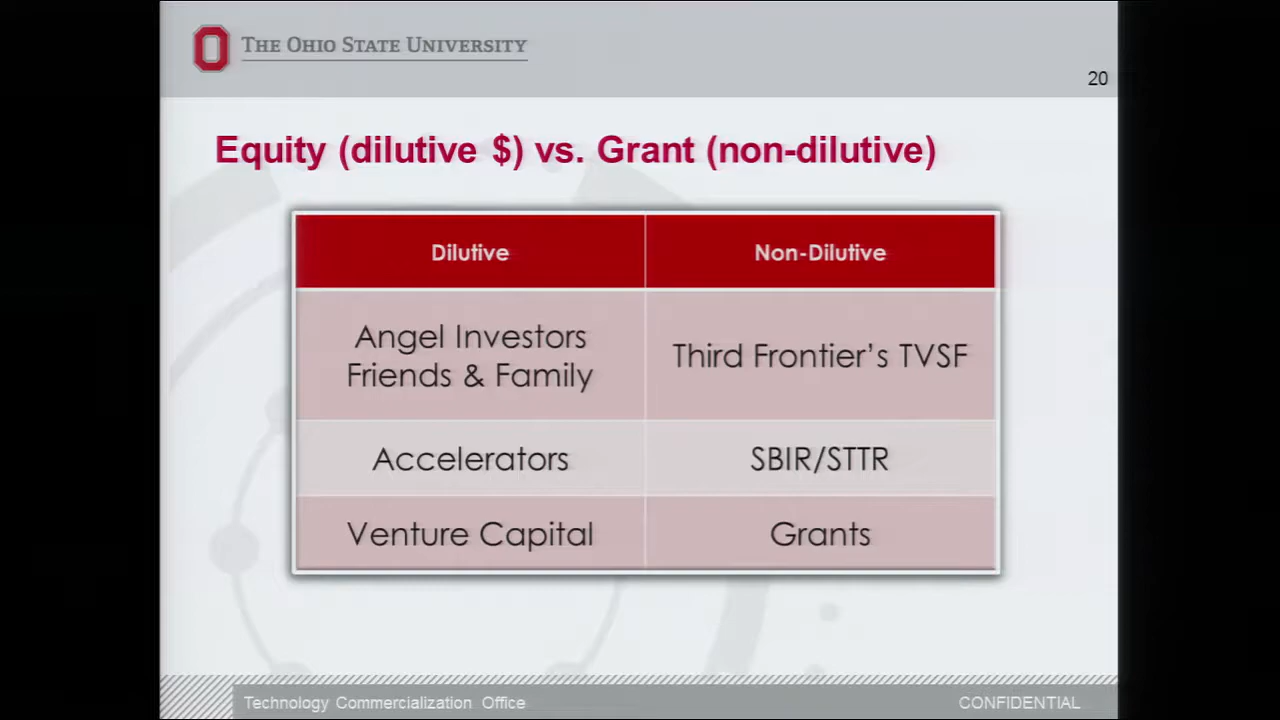 THE OHIO STATE UNIVERSITY
20
Equity (dilutive $) vs. Grant (non-dilutive)
Dilutive
Non-Dilutive
Angel Investors
Friends & Family
Third Frontier's TVSF
Accelerators
SBIR/STTR
Venture Capital
Grants
Technology Commercialization Office
CONFIDENTIAL